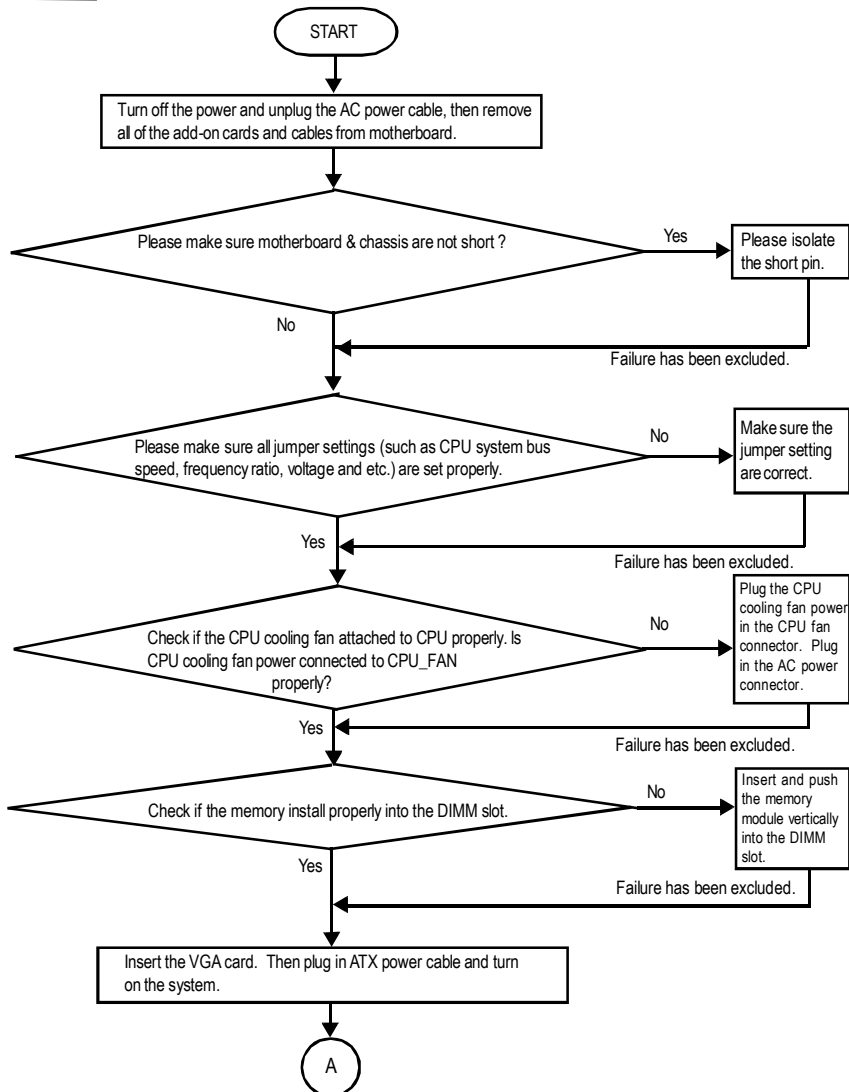 START
Turn off the power and unplug the AC power cable, then remove
all of the add-on cards and cables from motherboard.
Please make sure motherboard & chassis are not short ?
Yes
Please isolate
the short pin.
No
Failure has been excluded.
Please make sure all jumper settings (such as CPU system bus
speed, frequency ratio, voltage and etc.) are set properly.
No
Make sure the
jumper setting
are correct.
Yes
Failure has been excluded.
Check if the CPU cooling fan attached to CPU properly. Is
CPU cooling fan power connected to CPU_FAN
properly?
No
Plug the CPU
cooling fan power
in the CPU fan
connector. Plug
in the AC power
connector.
Yes
Failure has been excluded.
Check if the memory install properly into the DIMM slot.
No
Insert and push
the memory
module vertically
into the DIMM
slot.
Yes
Failure has been excluded.
Insert the VGA card. Then plug in ATX power cable and turn
on the system.
A